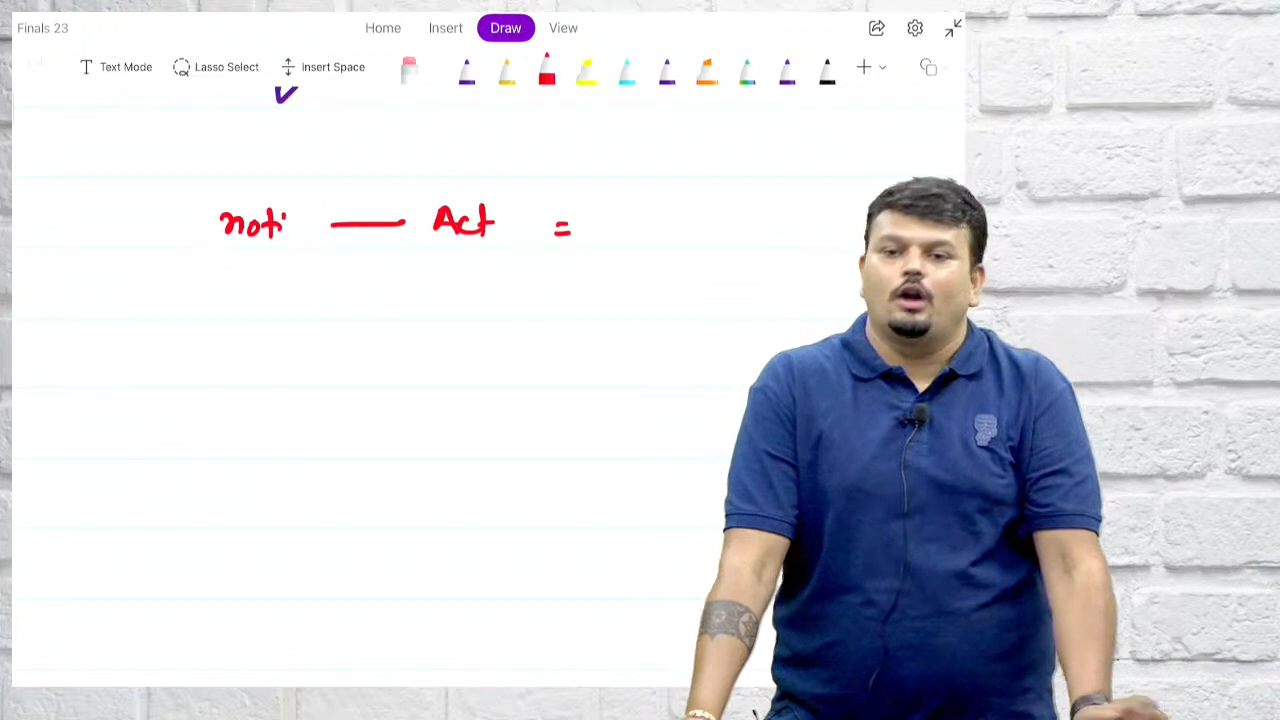 Finals 23
Home Insert Draw View
Text Mode Lasso Select Insert Space
noti — Act =